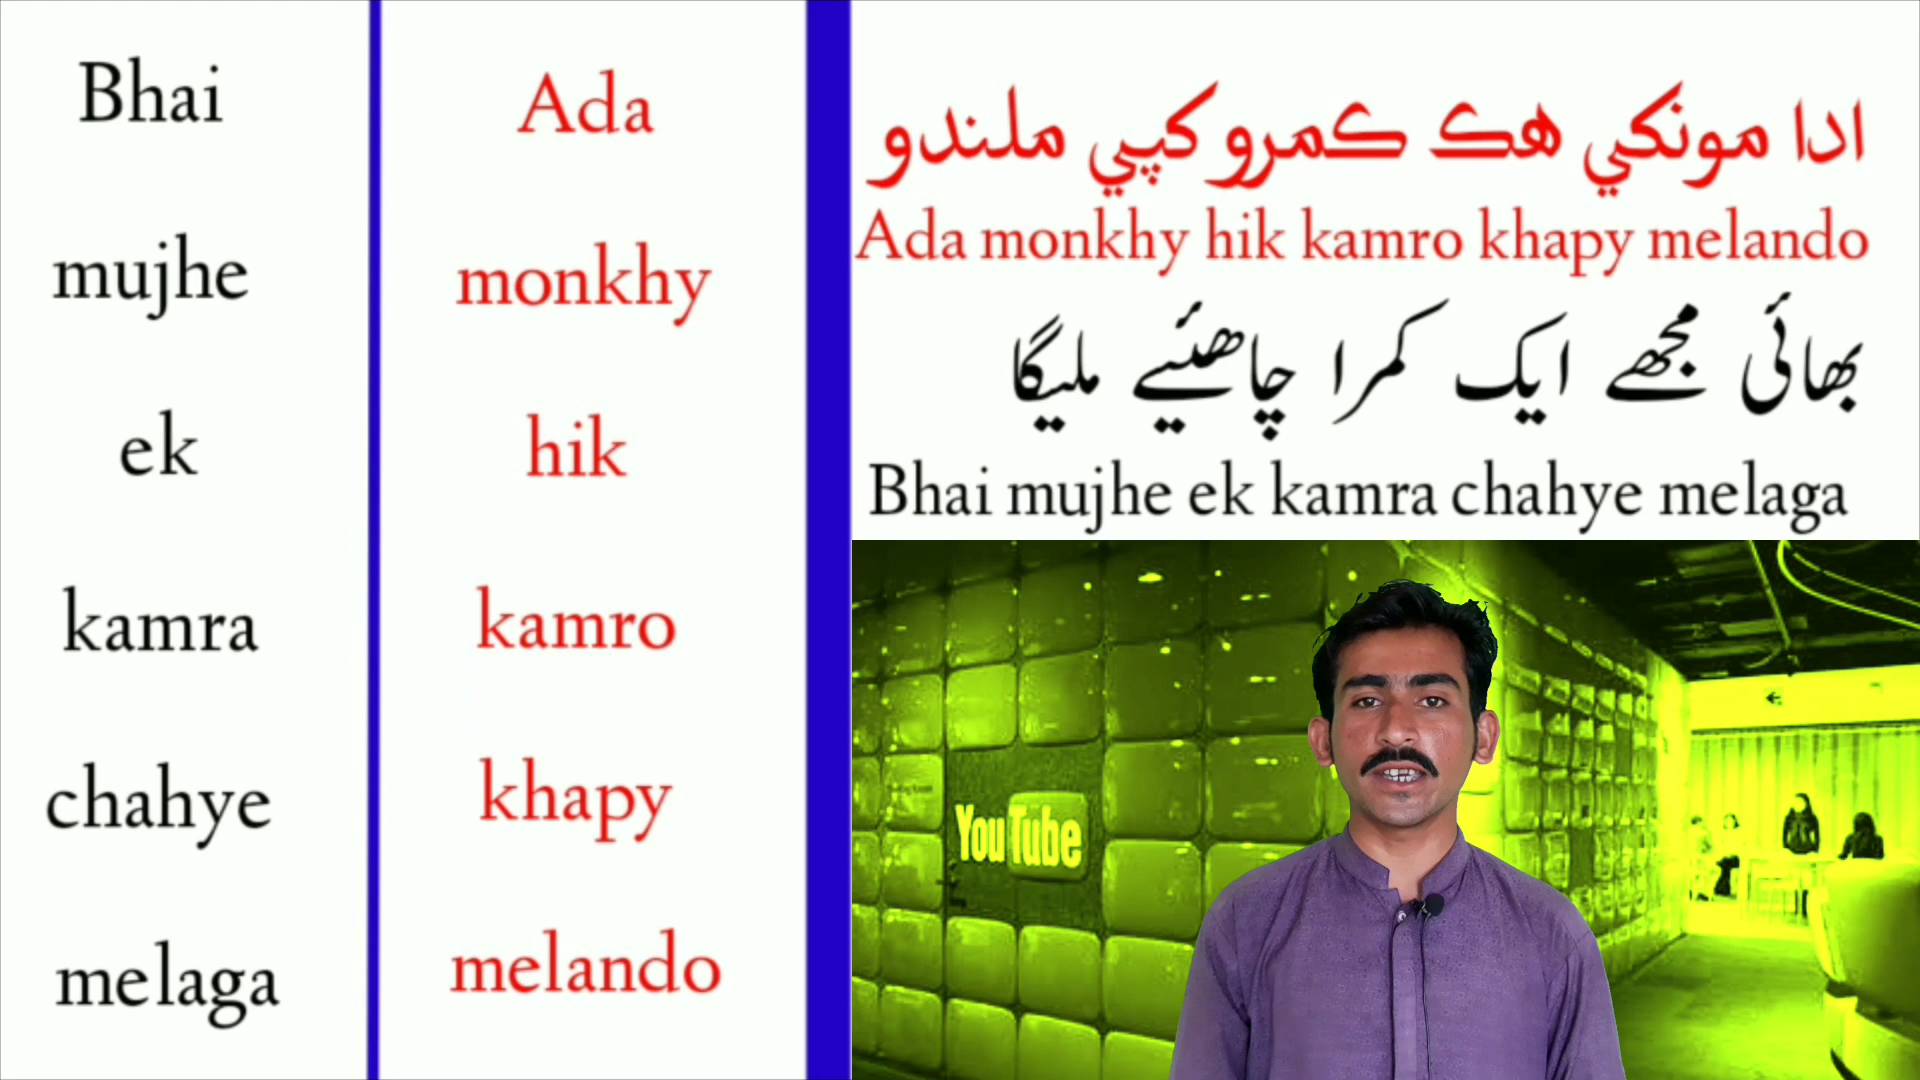 Bhai
mujhe
ek
kamra
chahye
melaga
Ada
monkhy
hik
kamro
khapy
melando
ادا مونکي هڪ ڪمرو کپي ملندو
Ada monkhy hik kamro khapy melando
بھائی مجھے ایک کمرا چاھئیے ملیگا
Bhai mujhe ek kamra chahye melaga
YouTube